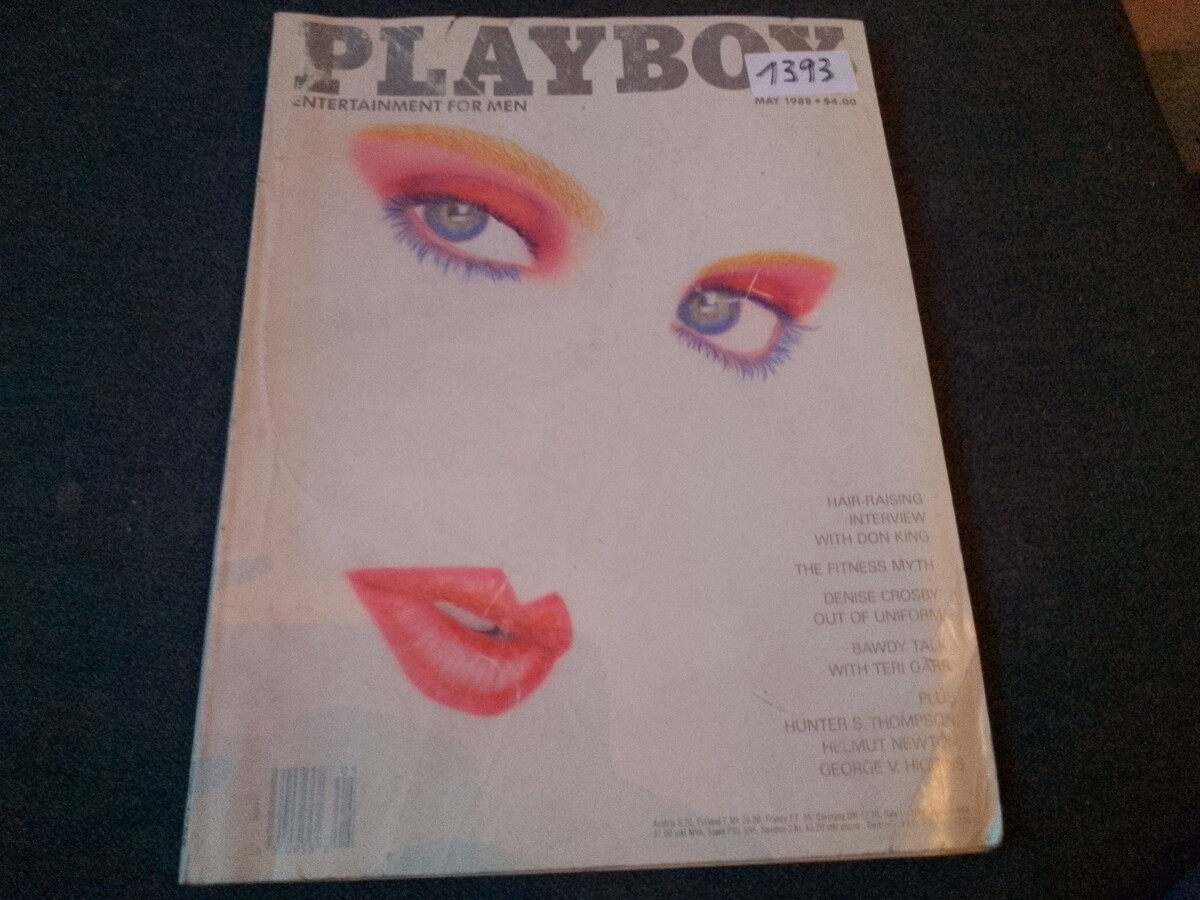 PLAYBOY
1393
ENTERTAINMENT FOR MEN
MAY 1988 • $4.00
HAIR-RAISING
INTERVIEW
WITH DON KING
THE FITNESS MYTH
DENISE CROSBY
OUT OF UNIFORM
BAWDY TALK
WITH TERI GARR
PLUS
HUNTER S. THOMPSON
HELMUT NEWTON
GEORGE V. HIGGINS
05